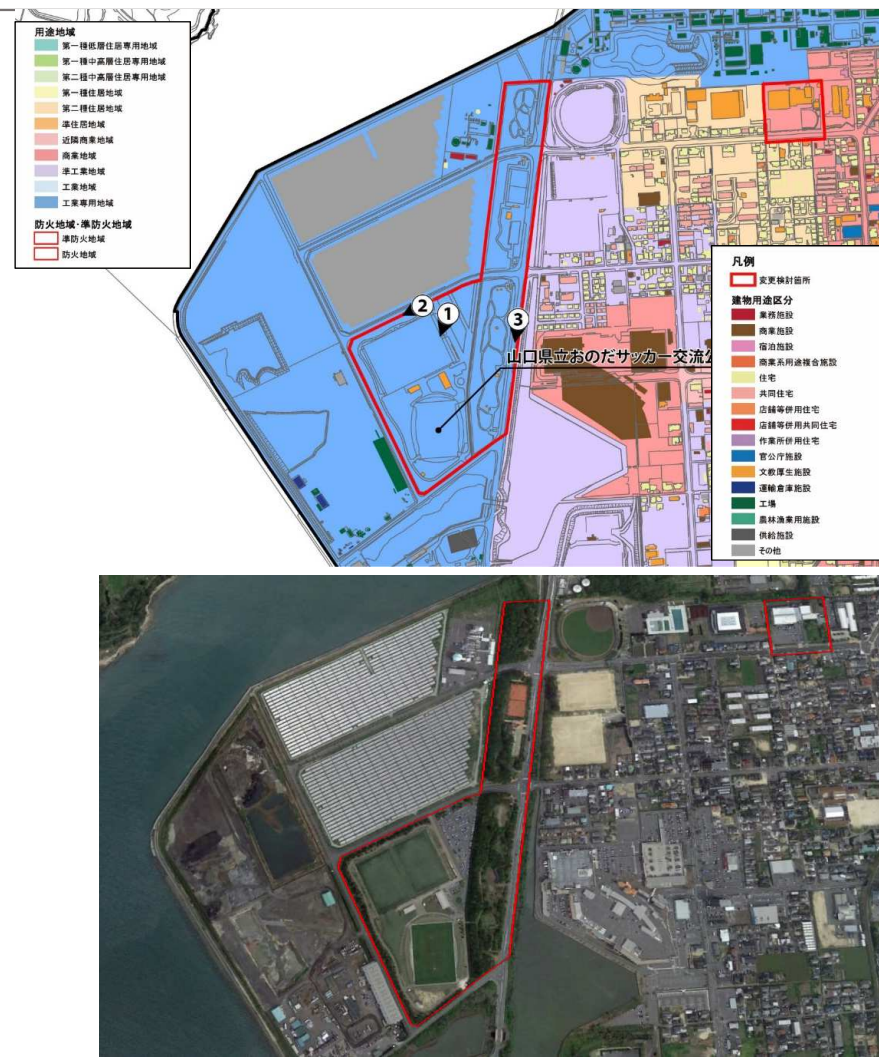 用途地域
第一種低層住居専用地域
第一種中高層住居専用地域
第二種中高層住居専用地域
第一種住居地域
第二種住居地域
準住居地域
近隣商業地域
商業地域
準工業地域
工業地域
工業専用地域
防火地域・準防火地域
準防火地域
防火地域
2
1
3
山口県立おのだサッカー交流公
凡例
変更検討箇所
建物用途区分
業務施設
商業施設
宿泊施設
商業系用途複合施設
住宅
共同住宅
店舗等併用住宅
店舗等併用共同住宅
作業所併用住宅
官公庁施設
文教厚生施設
運輸倉庫施設
工場
農林漁業用施設
供給施設
その他